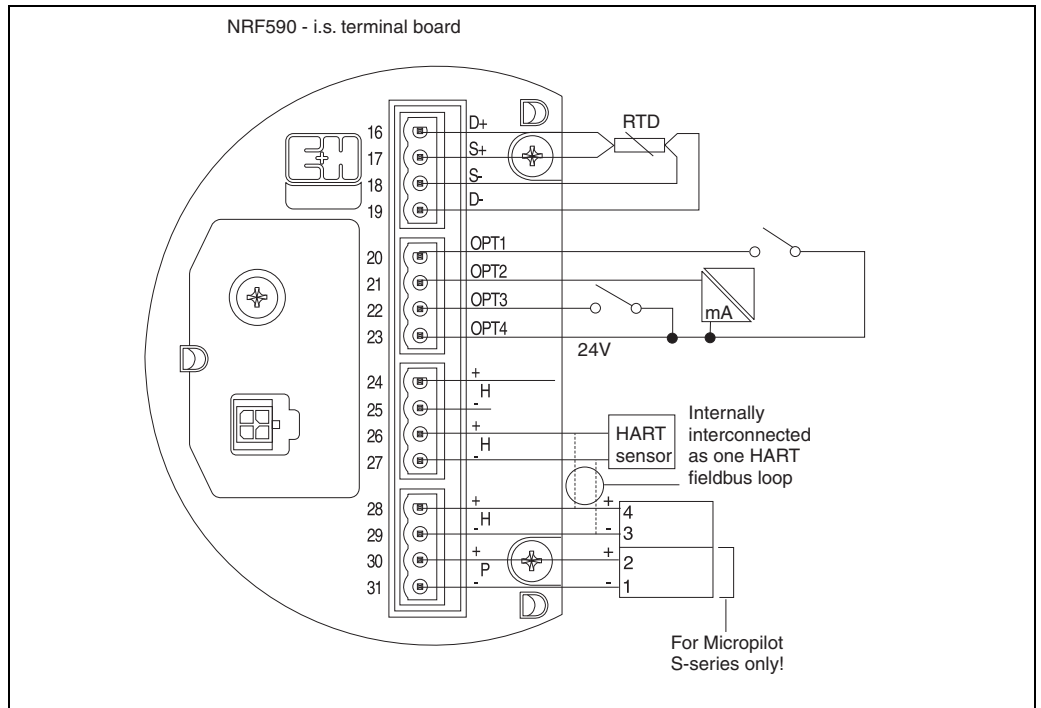 NRF590 - i.s. terminal board
16 D+
17 S+
18 S-
19 D-
RTD
20 OPT1
21 OPT2
22 OPT3
23 OPT4
24V
mA
24 +
H
25 -
26 +
H
27 -
HART
sensor
Internally
interconnected
as one HART
fieldbus loop
28 + + 4
H
29 - - 3
30 + + 2
P
31 - - 1
For Micropilot
S-series only!
EH